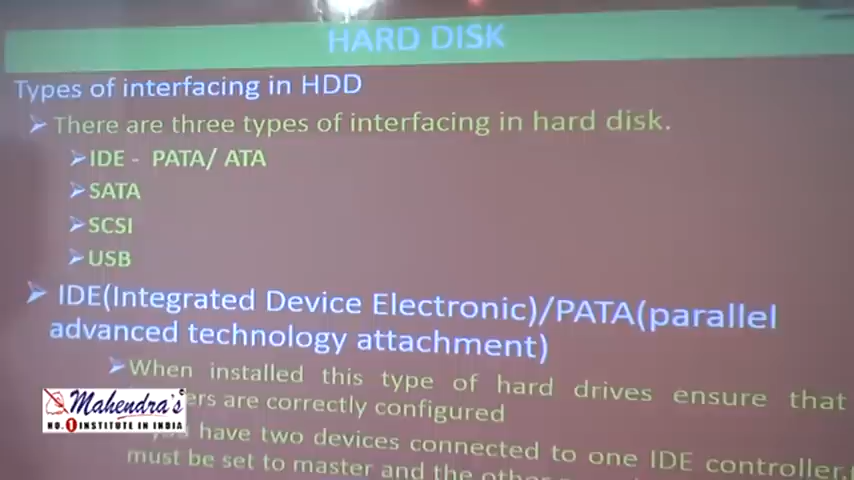 HARD DISK
Types of interfacing in HDD
There are three types of interfacing in hard disk.
IDE - PATA/ ATA
SATA
SCSI
USB
IDE(Integrated Device Electronic)/PATA(parallel
advanced technology attachment)
When installed this type of hard drives ensure that
are correctly configured
have two devices connected to one IDE controller,
must be set to master and the other
Mahendra's
NO. 1 INSTITUTE IN INDIA